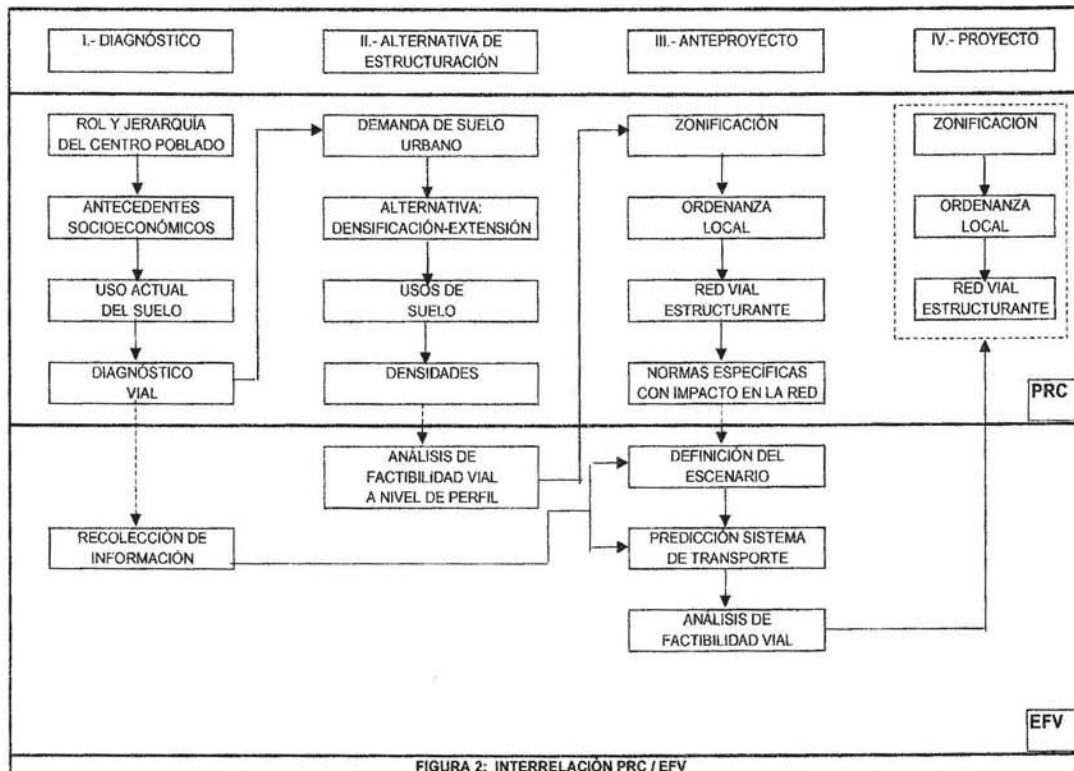 I.- DIAGNÓSTICO
II.- ALTERNATIVA DE
ESTRUCTURACIÓN
III.- ANTEPROYECTO
IV.- PROYECTO
ROL Y JERARQUÍA
DEL CENTRO POBLADO
ANTECEDENTES
SOCIOECONÓMICOS
USO ACTUAL
DEL SUELO
DIAGNÓSTICO
VIAL
DEMANDA DE SUELO
URBANO
ALTERNATIVA:
DENSIFICACIÓN-EXTENSIÓN
USOS DE
SUELO
DENSIDADES
ZONIFICACIÓN
ORDENANZA
LOCAL
RED VIAL
ESTRUCTURANTE
NORMAS ESPECÍFICAS
CON IMPACTO EN LA RED
ZONIFICACIÓN
ORDENANZA
LOCAL
RED VIAL
ESTRUCTURANTE
PRC
RECOLECCIÓN DE
INFORMACIÓN
ANÁLISIS DE
FACTIBILIDAD VIAL
A NIVEL DE PERFIL
DEFINICIÓN DEL
ESCENARIO
PREDICCIÓN SISTEMA
DE TRANSPORTE
ANÁLISIS DE
FACTIBILIDAD VIAL
EFV
FIGURA 2: INTERRELACIÓN PRC / EFV